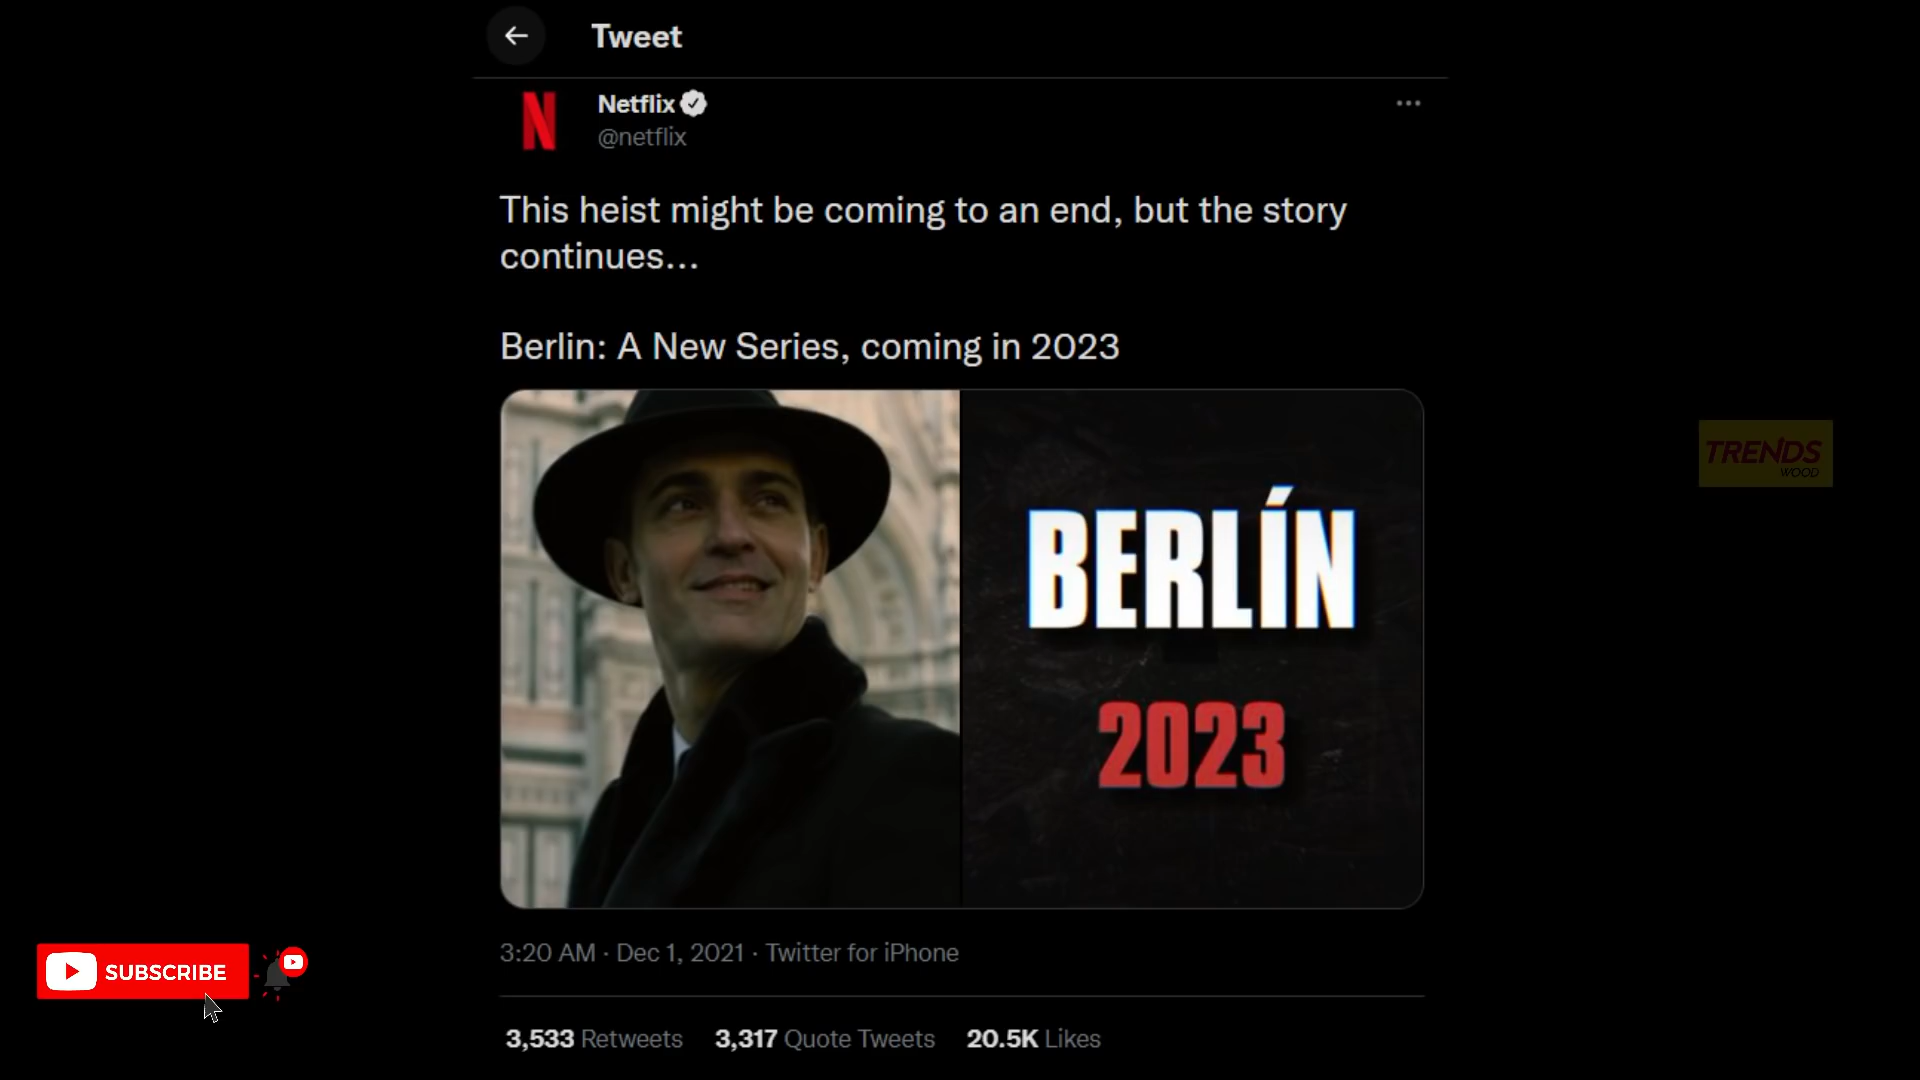 Tweet
Netflix
@netflix
This heist might be coming to an end, but the story
continues...
Berlin: A New Series, coming in 2023
BERLÍN
2023
TRENDS
WOOD
3:20 AM · Dec 1, 2021 · Twitter for iPhone
SUBSCRIBE
3,533 Retweets 3,317 Quote Tweets 20.5K Likes